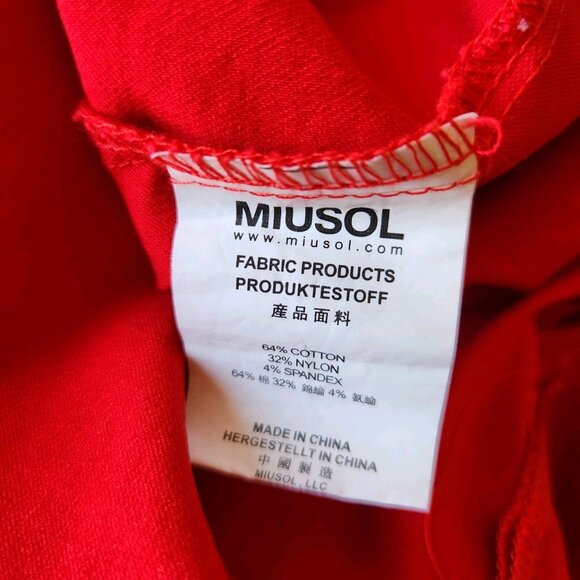 MIUSOL
www.miusol.com
FABRIC PRODUCTS
PRODUKTESTOFF
産品面料
64% COTTON
32% NYLON
4% SPANDEX
64% 棉 32% 錦綸 4% 氨綸
MADE IN CHINA
HERGESTELLT IN CHINA
中國製造
MIUSOL, LLC